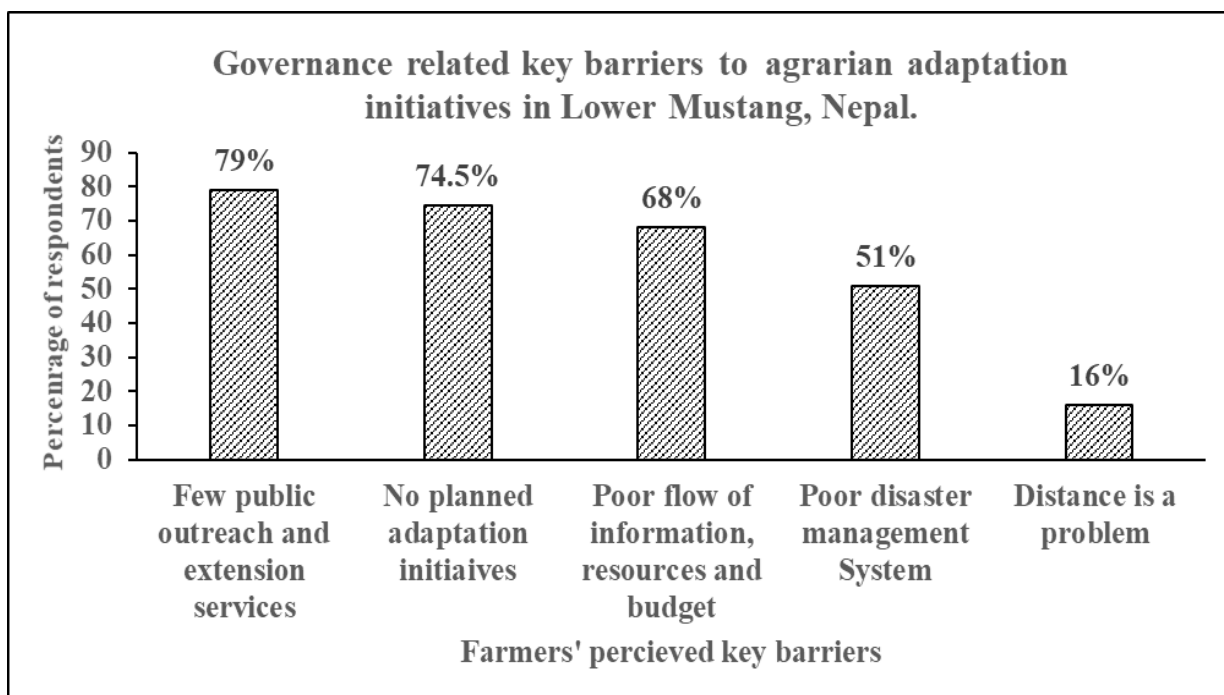 Governance related key barriers to agrarian adaptation
initiatives in Lower Mustang, Nepal.
Percenrage of respondents
90
80
70
60
50
40
30
20
10
0
79%
74.5%
68%
51%
16%
Few public
outreach and
extension
services
No planned
adaptation
initiaives
Poor flow of
information,
resources and
budget
Poor disaster
management
System
Distance is a
problem
Farmers' percieved key barriers